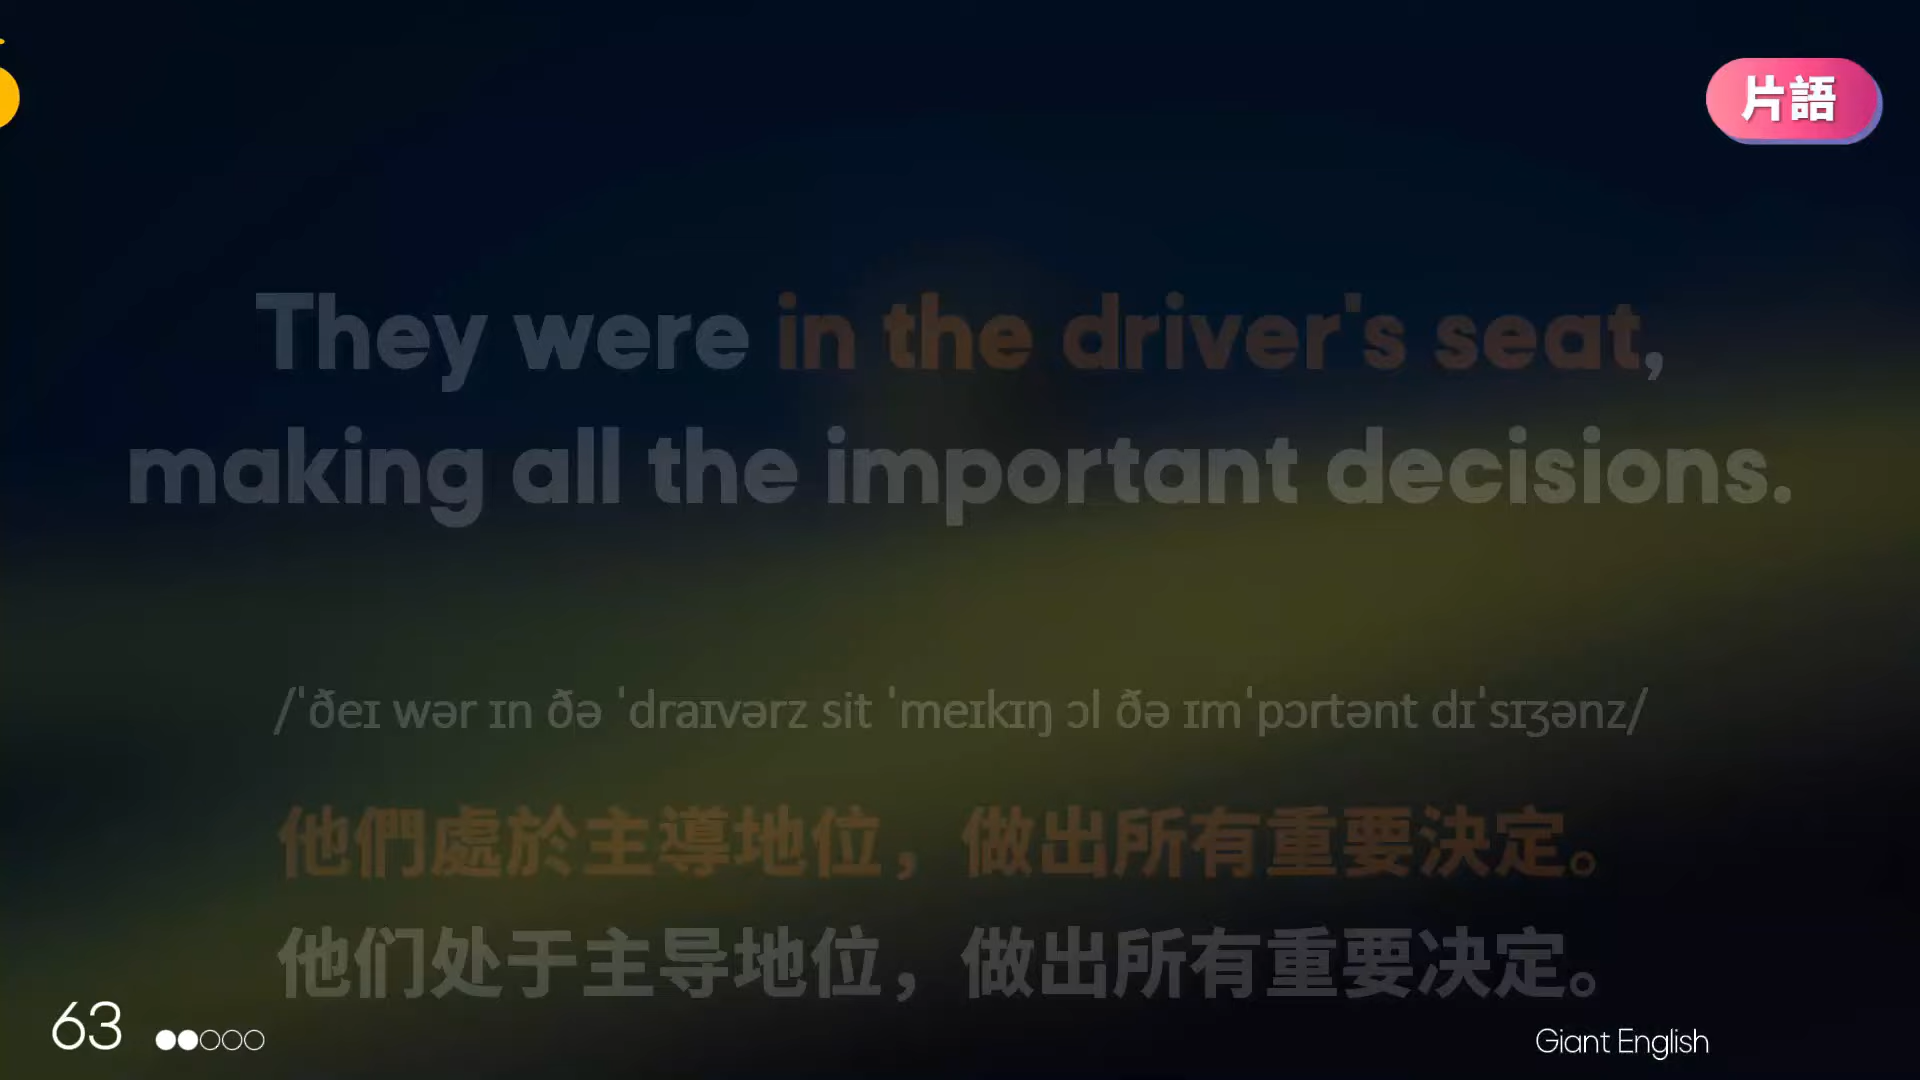 片語
They were in the driver's seat,
making all the important decisions.
/ˈðeɪ wər ɪn ðə ˈdraɪvərz sit ˈmeɪkɪŋ ɔl ðə ɪmˈpɔrtənt dɪˈsɪʒənz/
他們處於主導地位，做出所有重要決定。
他们处于主导地位，做出所有重要决定。
63
Giant English